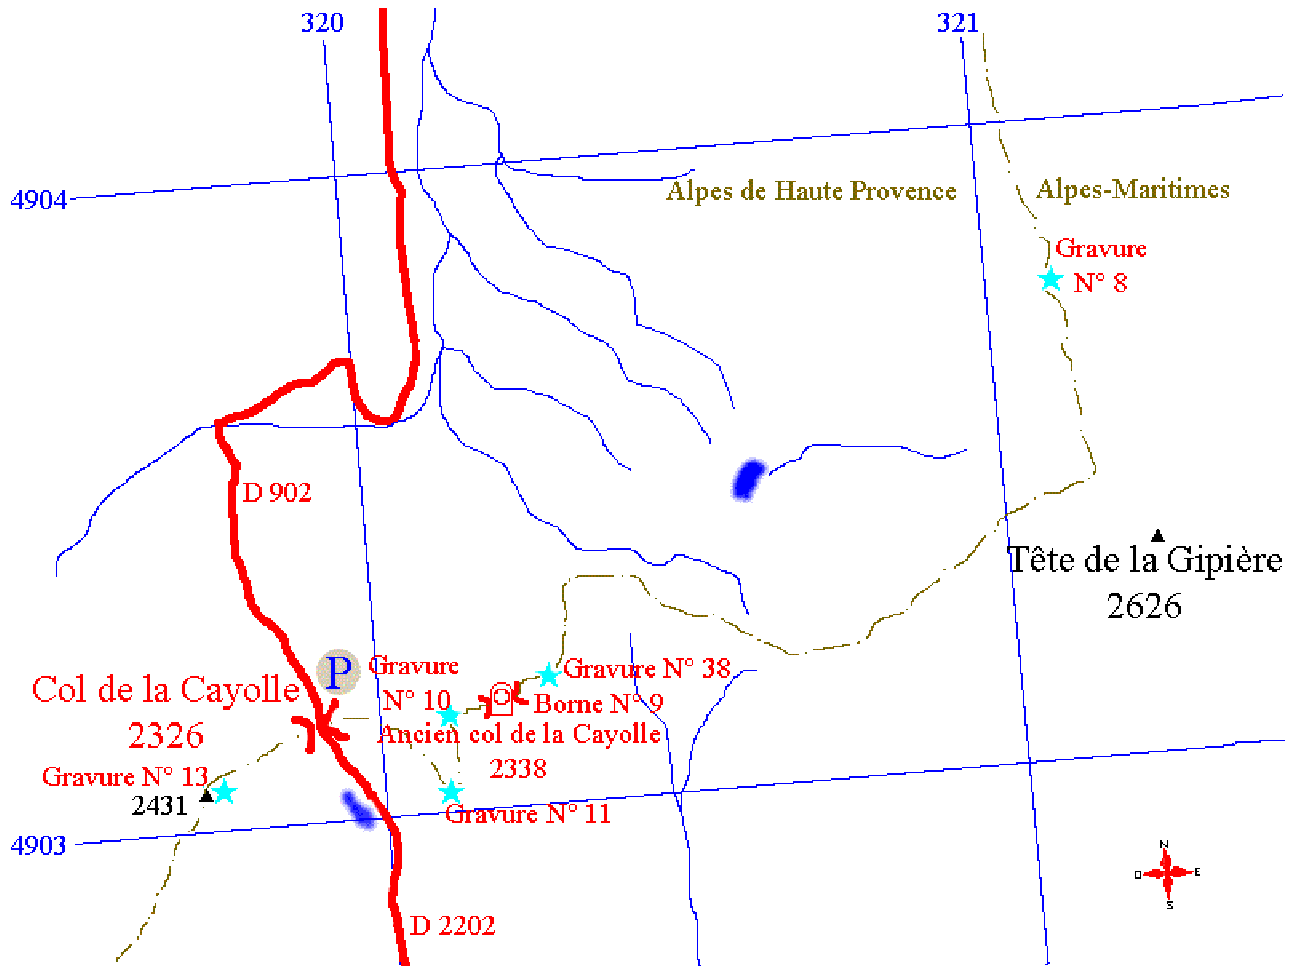 320
321
4904
Alpes de Haute Provence
Alpes-Maritimes
Gravure
N° 8
D 902
Tête de la Gipière
2626
P
Gravure
N° 10
Gravure N° 38
Col de la Cayolle
2326
Borne N° 9
Ancien col de la Cayolle
2338
Gravure N° 13
2431
Gravure N° 11
4903
N
O
E
S
D 2202